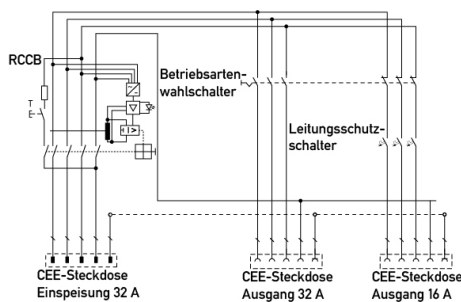 RCCB
T
E
Betriebsarten-
wahlschalter
Leitungsschutz-
schalter
CEE-Steckdose
Einspeisung 32 A
CEE-Steckdose
Ausgang 32 A
CEE-Steckdose
Ausgang 16 A